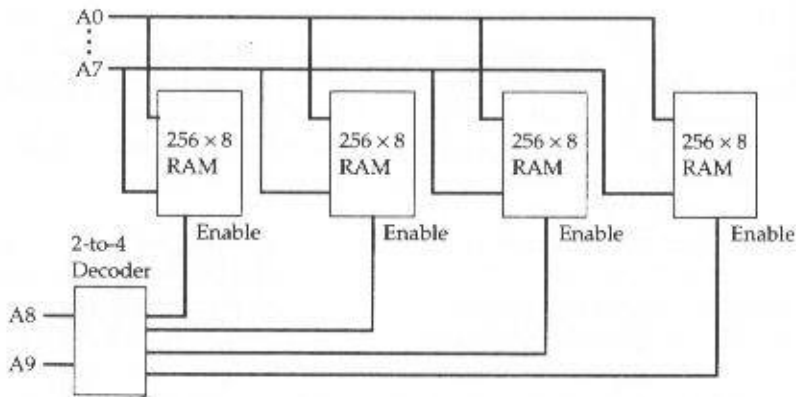 A0
A7
256 × 8
RAM
256 × 8
RAM
256 × 8
RAM
256 × 8
RAM
Enable
Enable
Enable
Enable
2-to-4
Decoder
A8
A9